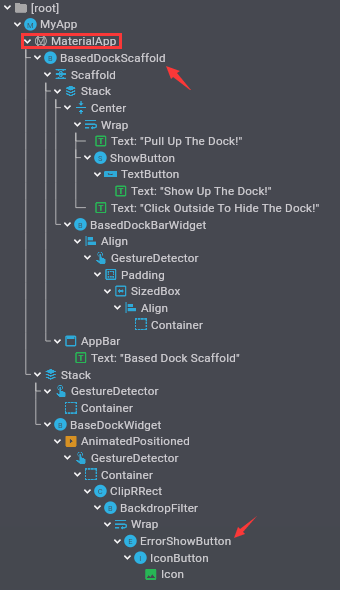 [root]
MyApp
MaterialApp
BasedDockScaffold
Scaffold
Stack
Center
Wrap
Text: "Pull Up The Dock!"
ShowButton
TextButton
Text: "Show Up The Dock!"
Text: "Click Outside To Hide The Dock!"
BasedDockBarWidget
Align
GestureDetector
Padding
SizedBox
Align
Container
AppBar
Text: "Based Dock Scaffold"
Stack
GestureDetector
Container
BaseDockWidget
AnimatedPositioned
GestureDetector
Container
ClipRRect
BackdropFilter
Wrap
ErrorShowButton
IconButton
Icon